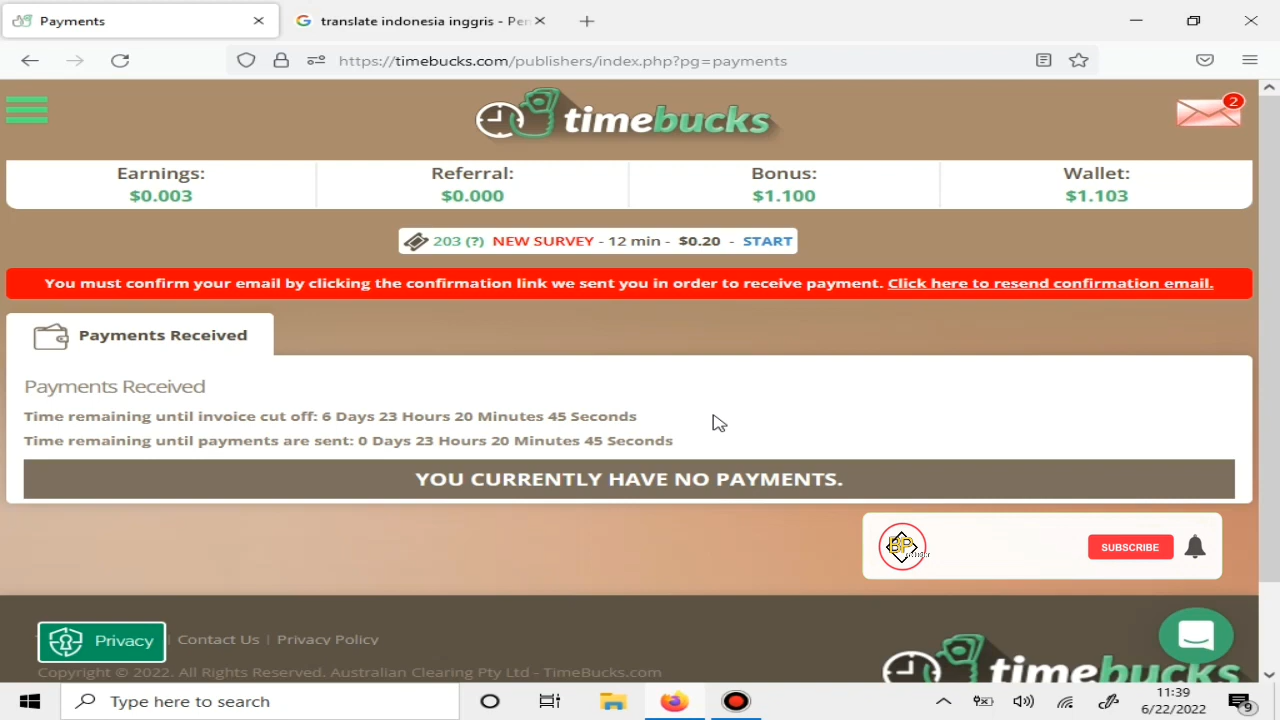 Payments
translate indonesia inggris - Pen
https://timebucks.com/publishers/index.php?pg=payments
timebucks
2
Earnings:
$0.003
Referral:
$0.000
Bonus:
$1.100
Wallet:
$1.103
203 (?) NEW SURVEY - 12 min - $0.20 - START
You must confirm your email by clicking the confirmation link we sent you in order to receive payment. Click here to resend confirmation email.
Payments Received
Payments Received
Time remaining until invoice cut off: 6 Days 23 Hours 20 Minutes 45 Seconds
Time remaining until payments are sent: 0 Days 23 Hours 20 Minutes 45 Seconds
YOU CURRENTLY HAVE NO PAYMENTS.
BP
SUBSCRIBE
Privacy
| Contact Us | Privacy Policy
Copyright © 2022. All Rights Reserved. Australian Clearing Pty Ltd - TimeBucks.com
timebucks
Type here to search
11:39
6/22/2022
9